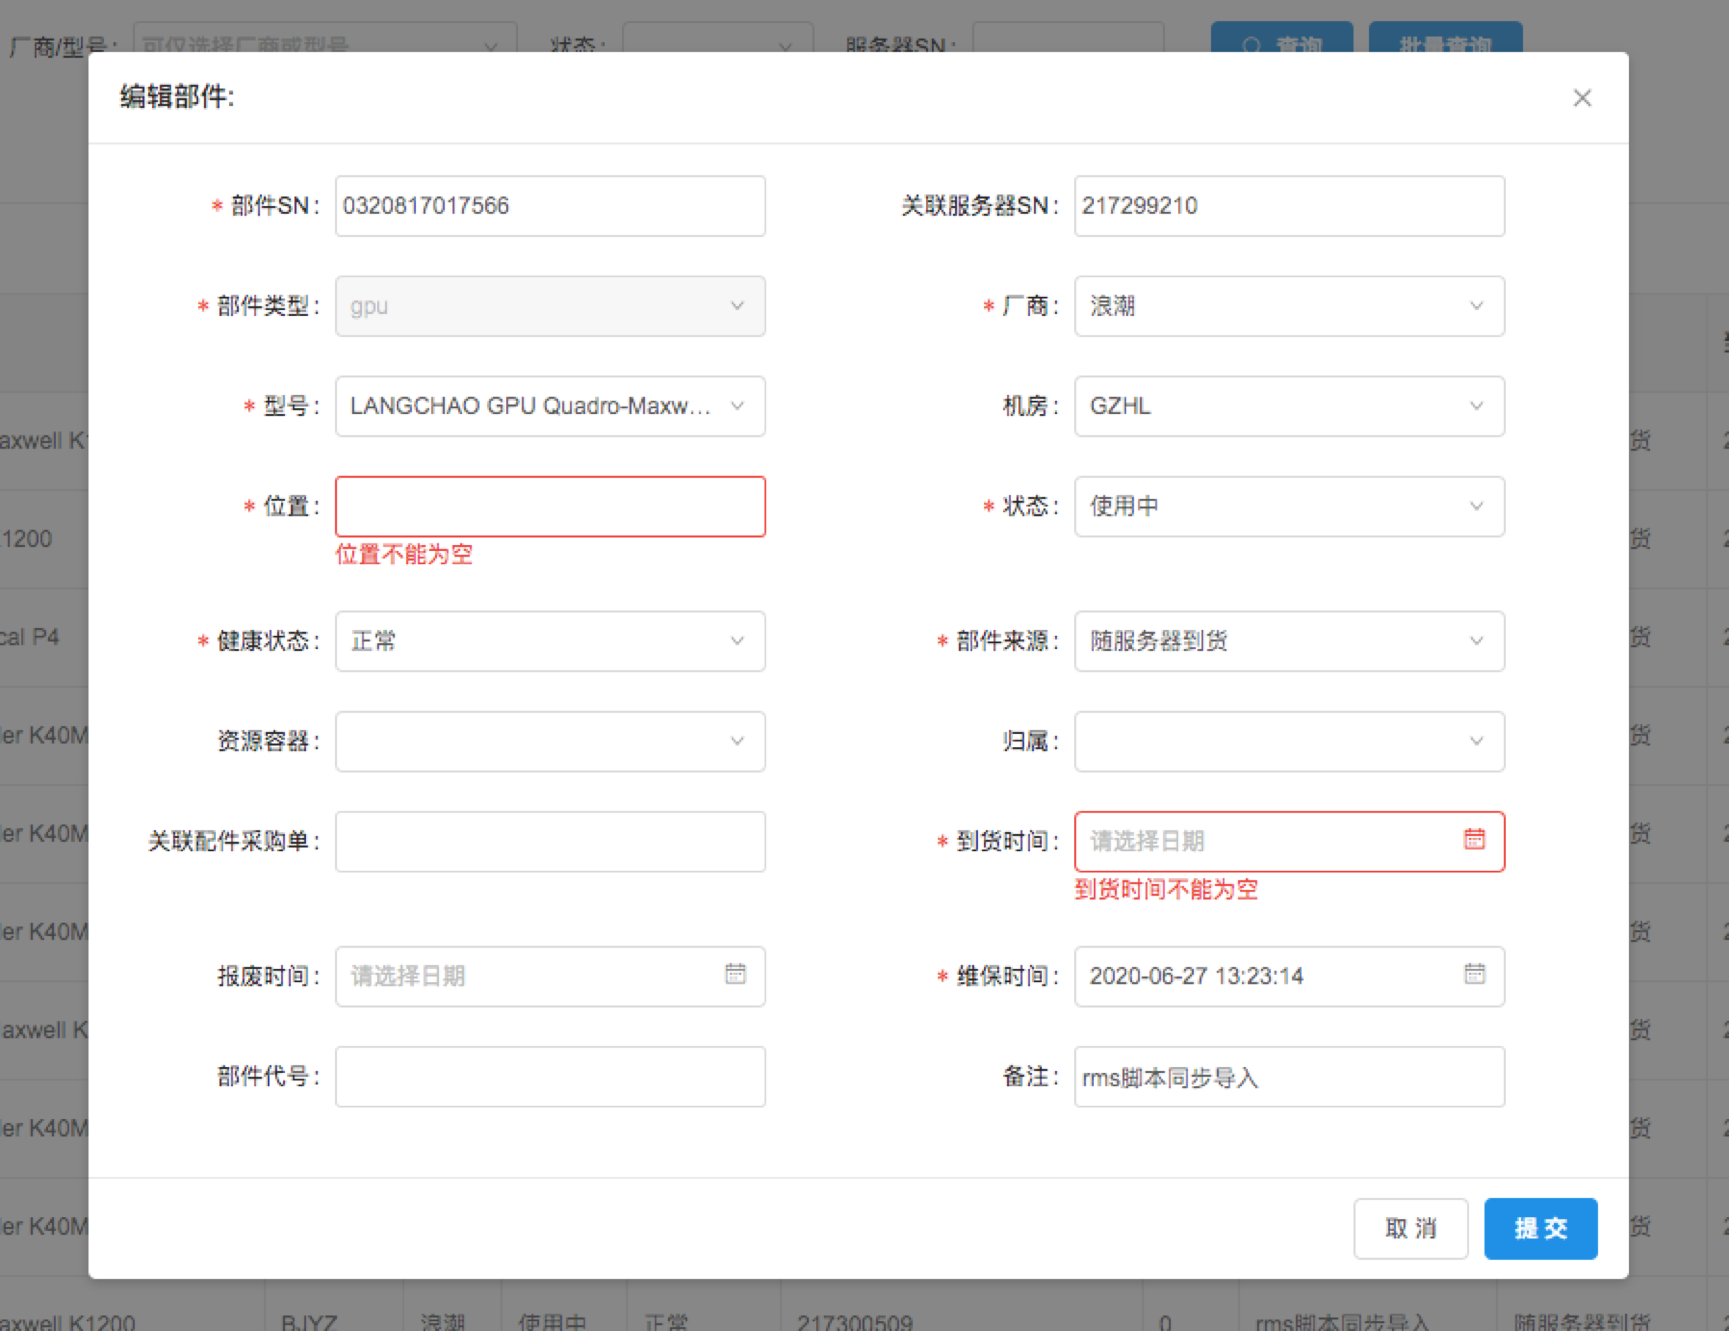 厂商/型号: 可仅选择厂商或型号 状态: 服务器SN: 查询 批量查询
编辑部件:
* 部件SN: 0320817017566 关联服务器SN: 217299210
* 部件类型: gpu * 厂商: 浪潮
* 型号: LANGCHAO GPU Quadro-Maxw... 机房: GZHL
* 位置: * 状态: 使用中
位置不能为空
* 健康状态: 正常 * 部件来源: 随服务器到货
资源容器: 归属:
关联配件采购单: * 到货时间: 请选择日期
到货时间不能为空
报废时间: 请选择日期 * 维保时间: 2020-06-27 13:23:14
部件代号: 备注: rms脚本同步导入
取 消 提 交
axwell K1 货
1200 货
cal P4 货
ler K40M 货
ler K40M 货
ler K40M 货
axwell K 货
ler K40M 货
ler K40M 货
axwell K1200 BJYZ 浪潮 使用中 正常 217300509 0 rms脚本同步导入 随服务器到货